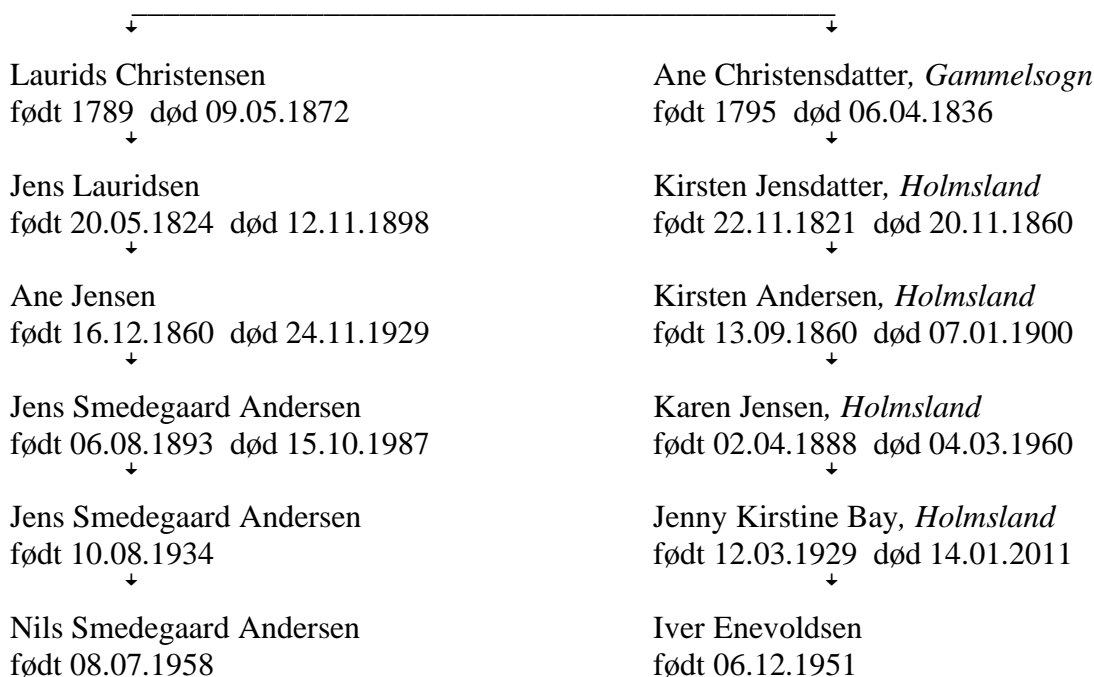 Laurids Christensen
født 1789 død 09.05.1872
Ane Christensdatter, Gammelsogn
født 1795 død 06.04.1836
Jens Lauridsen
født 20.05.1824 død 12.11.1898
Kirsten Jensdatter, Holmsland
født 22.11.1821 død 20.11.1860
Ane Jensen
født 16.12.1860 død 24.11.1929
Kirsten Andersen, Holmsland
født 13.09.1860 død 07.01.1900
Jens Smedegaard Andersen
født 06.08.1893 død 15.10.1987
Karen Jensen, Holmsland
født 02.04.1888 død 04.03.1960
Jens Smedegaard Andersen
født 10.08.1934
Jenny Kirstine Bay, Holmsland
født 12.03.1929 død 14.01.2011
Nils Smedegaard Andersen
født 08.07.1958
Iver Enevoldsen
født 06.12.1951